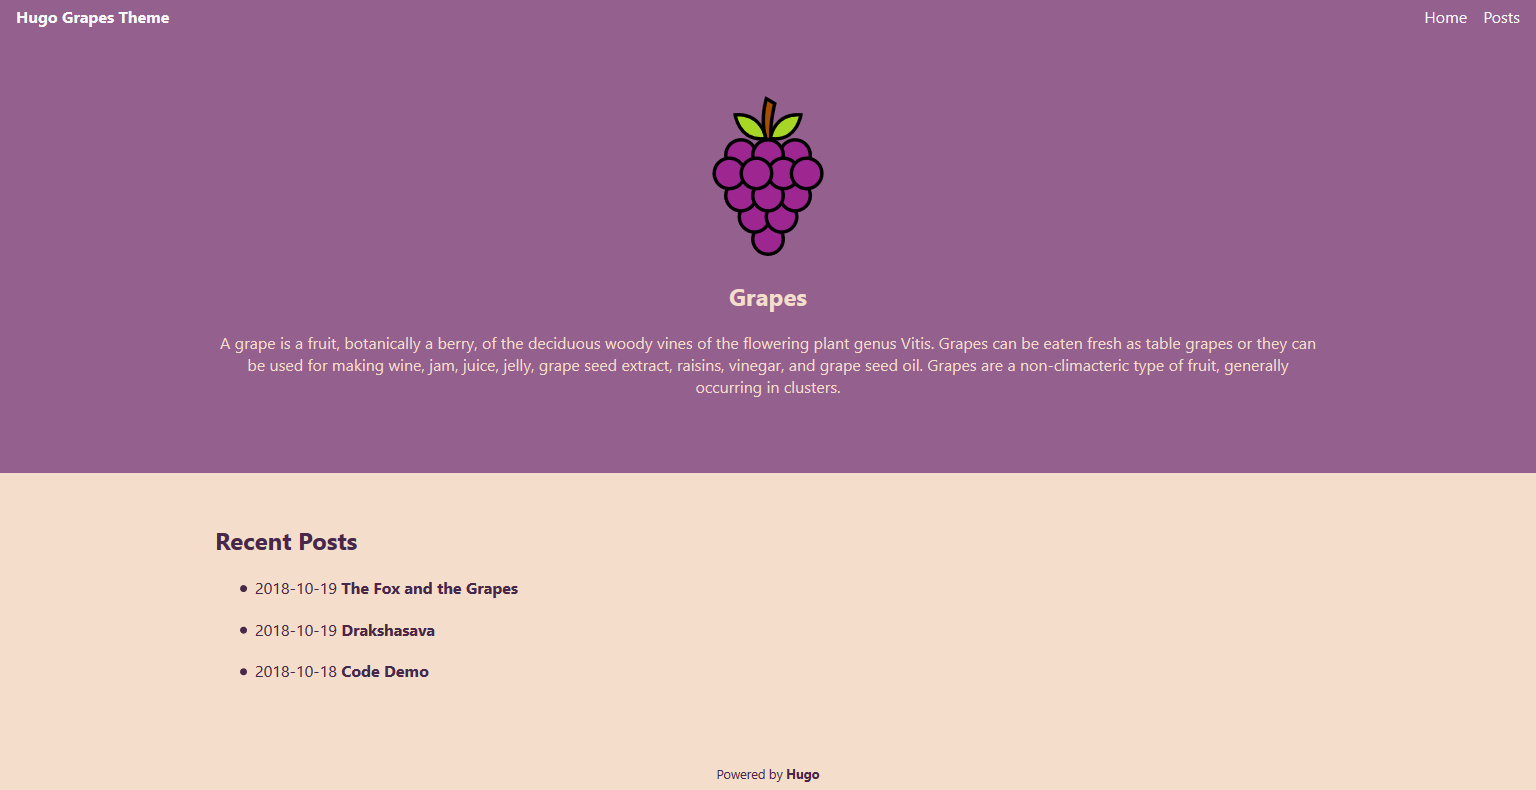 Hugo Grapes Theme
Home Posts
Grapes
A grape is a fruit, botanically a berry, of the deciduous woody vines of the flowering plant genus Vitis. Grapes can be eaten fresh as table grapes or they can
be used for making wine, jam, juice, jelly, grape seed extract, raisins, vinegar, and grape seed oil. Grapes are a non-climacteric type of fruit, generally
occurring in clusters.
Recent Posts
2018-10-19 The Fox and the Grapes
2018-10-19 Drakshasava
2018-10-18 Code Demo
Powered by Hugo